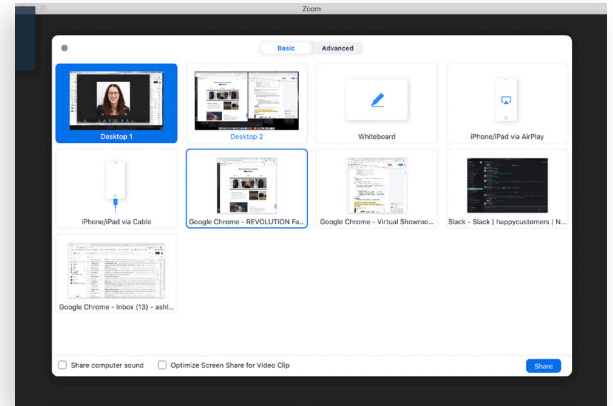 Zoom
Basic Advanced
Desktop 1
Desktop 2
Whiteboard
iPhone/iPad via AirPlay
iPhone/iPad via Cable
Google Chrome - REVOLUTION Fa...
Google Chrome - Virtual Showroo...
Slack - Slack | happycustomers | N...
Google Chrome - Inbox (13) - ashl...
Share computer sound
Optimize Screen Share for Video Clip
Share